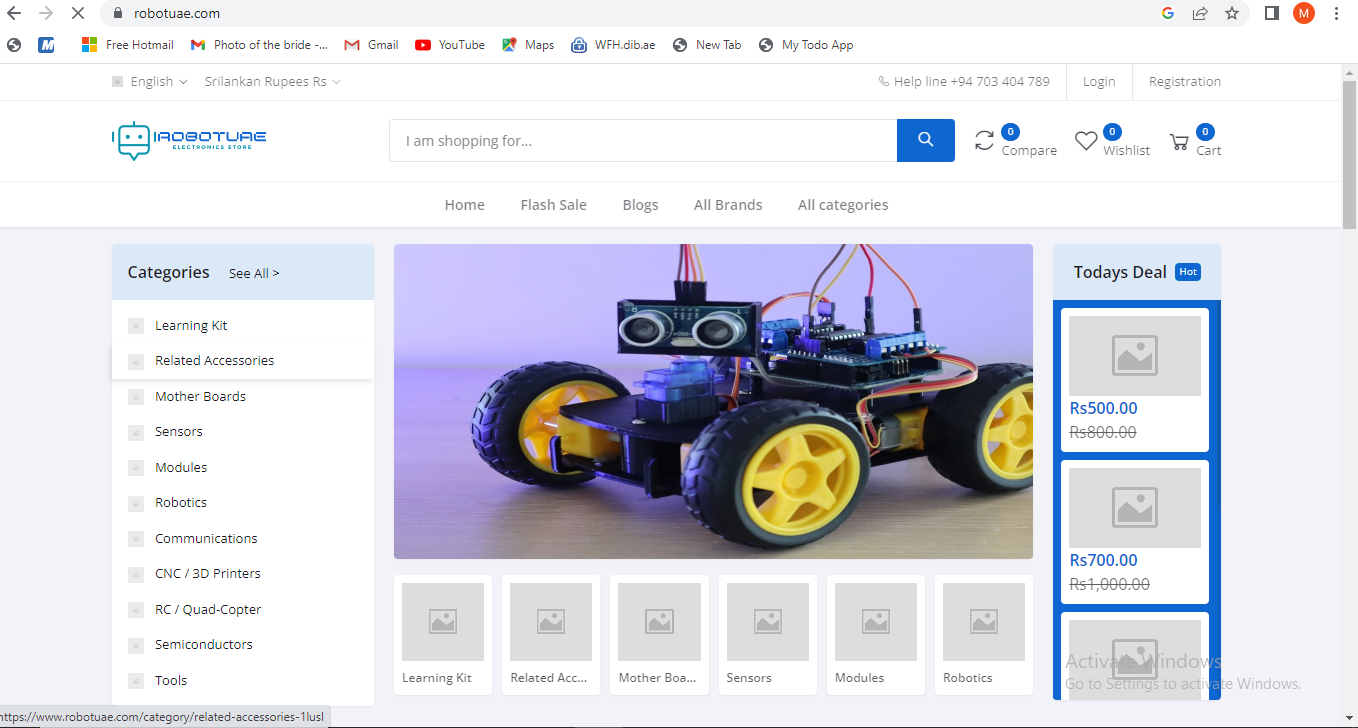 robotuae.com
M
M
Free Hotmail
Photo of the bride -...
Gmail
YouTube
Maps
WFH.dib.ae
New Tab
My Todo App
English
Srilankan Rupees Rs
Help line +94 703 404 789
Login
Registration
ROBOTUAE
ELECTRONICS STORE
I am shopping for...
0
Compare
0
Wishlist
0
Cart
Home
Flash Sale
Blogs
All Brands
All categories
Categories
See All >
Learning Kit
Related Accessories
Mother Boards
Sensors
Modules
Robotics
Communications
CNC / 3D Printers
RC / Quad-Copter
Semiconductors
Tools
Learning Kit
Related Acc...
Mother Boa...
Sensors
Modules
Robotics
Todays Deal Hot
Rs500.00
Rs800.00
Rs700.00
Rs1,000.00
Activate Windows
Go to Settings to activate Windows.
https://www.robotuae.com/category/related-accessories-1lusl